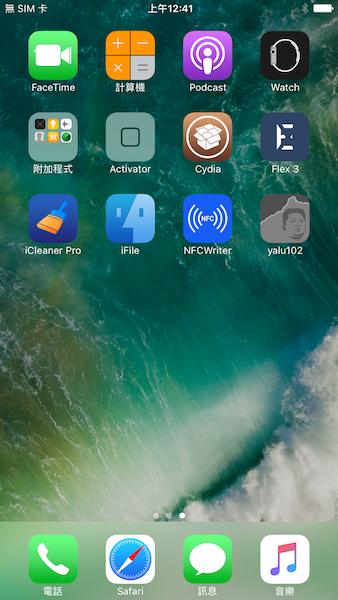 無 SIM 卡 上午12:41
FaceTime 計算機 Podcast Watch
附加程式 Activator Cydia Flex 3
NFC
iCleaner Pro iFile NFCWriter yalu102
電話 Safari 訊息 音樂